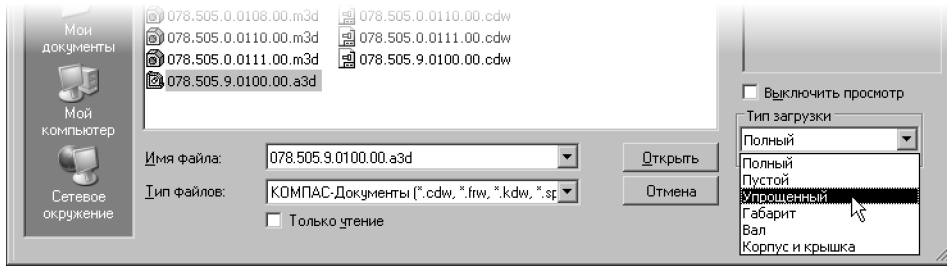 078.505.0.0108.00.m3d
078.505.0.0110.00.m3d
078.505.0.0111.00.m3d
078.505.9.0100.00.a3d
078.505.0.0110.00.cdw
078.505.0.0111.00.cdw
078.505.9.0100.00.cdw
Мои
документы
Мой
компьютер
Сетевое
окружение
Имя файла:
078.505.9.0100.00.a3d
Открыть
Тип файлов:
КОМПАС-Документы (*.cdw, *.frw, *.kdw, *.sp
Отмена
Только чтение
Выключить просмотр
Тип загрузки
Полный
Полный
Пустой
Упрощенный
Габарит
Вал
Корпус и крышка